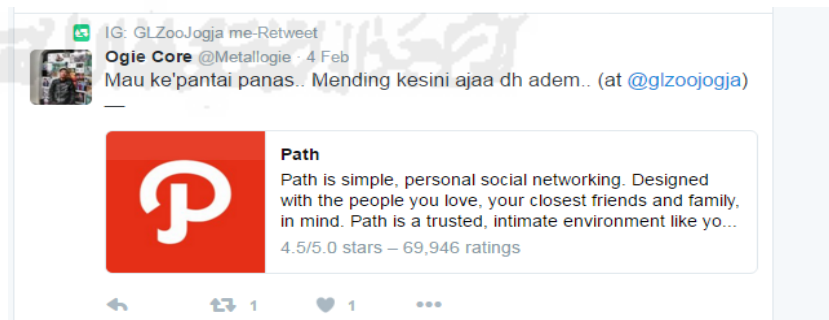 IG: GLZooJogja me-Retweet
Ogie Core @Metallogie · 4 Feb
Mau ke'pantai panas.. Mending kesini ajaa dh adem.. (at @glzoojogja)
—
Path
Path is simple, personal social networking. Designed
with the people you love, your closest friends and family,
in mind. Path is a trusted, intimate environment like yo...
4.5/5.0 stars – 69,946 ratings
1 1